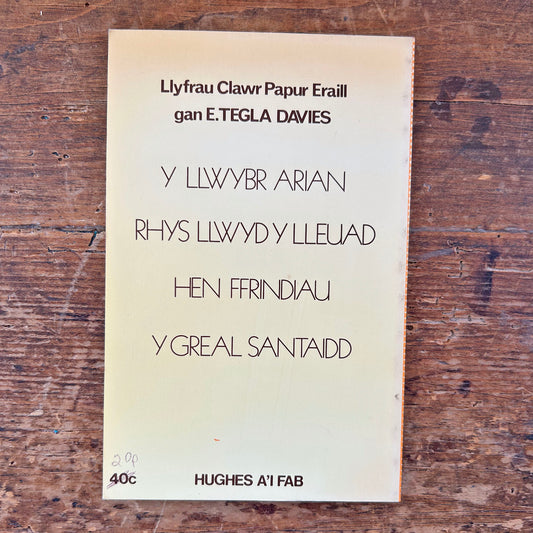 Llyfrau Clawr Papur Eraill
gan E.TEGLA DAVIES
Y LLWYBR ARIAN
RHYS LLWYD Y LLEUAD
HEN FFRINDIAU
Y GREAL SANTAIDD
20p
40c
HUGHES A'I FAB